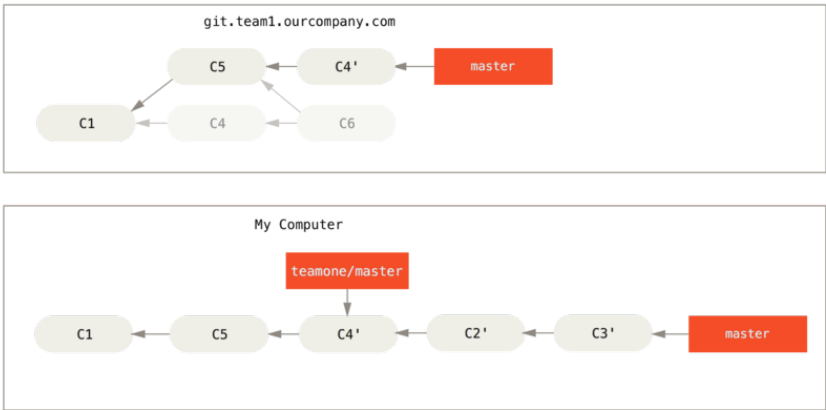 git.team1.ourcompany.com
C5 C4' master
C1 C4 C6
My Computer
teamone/master
C1 C5 C4' C2' C3' master